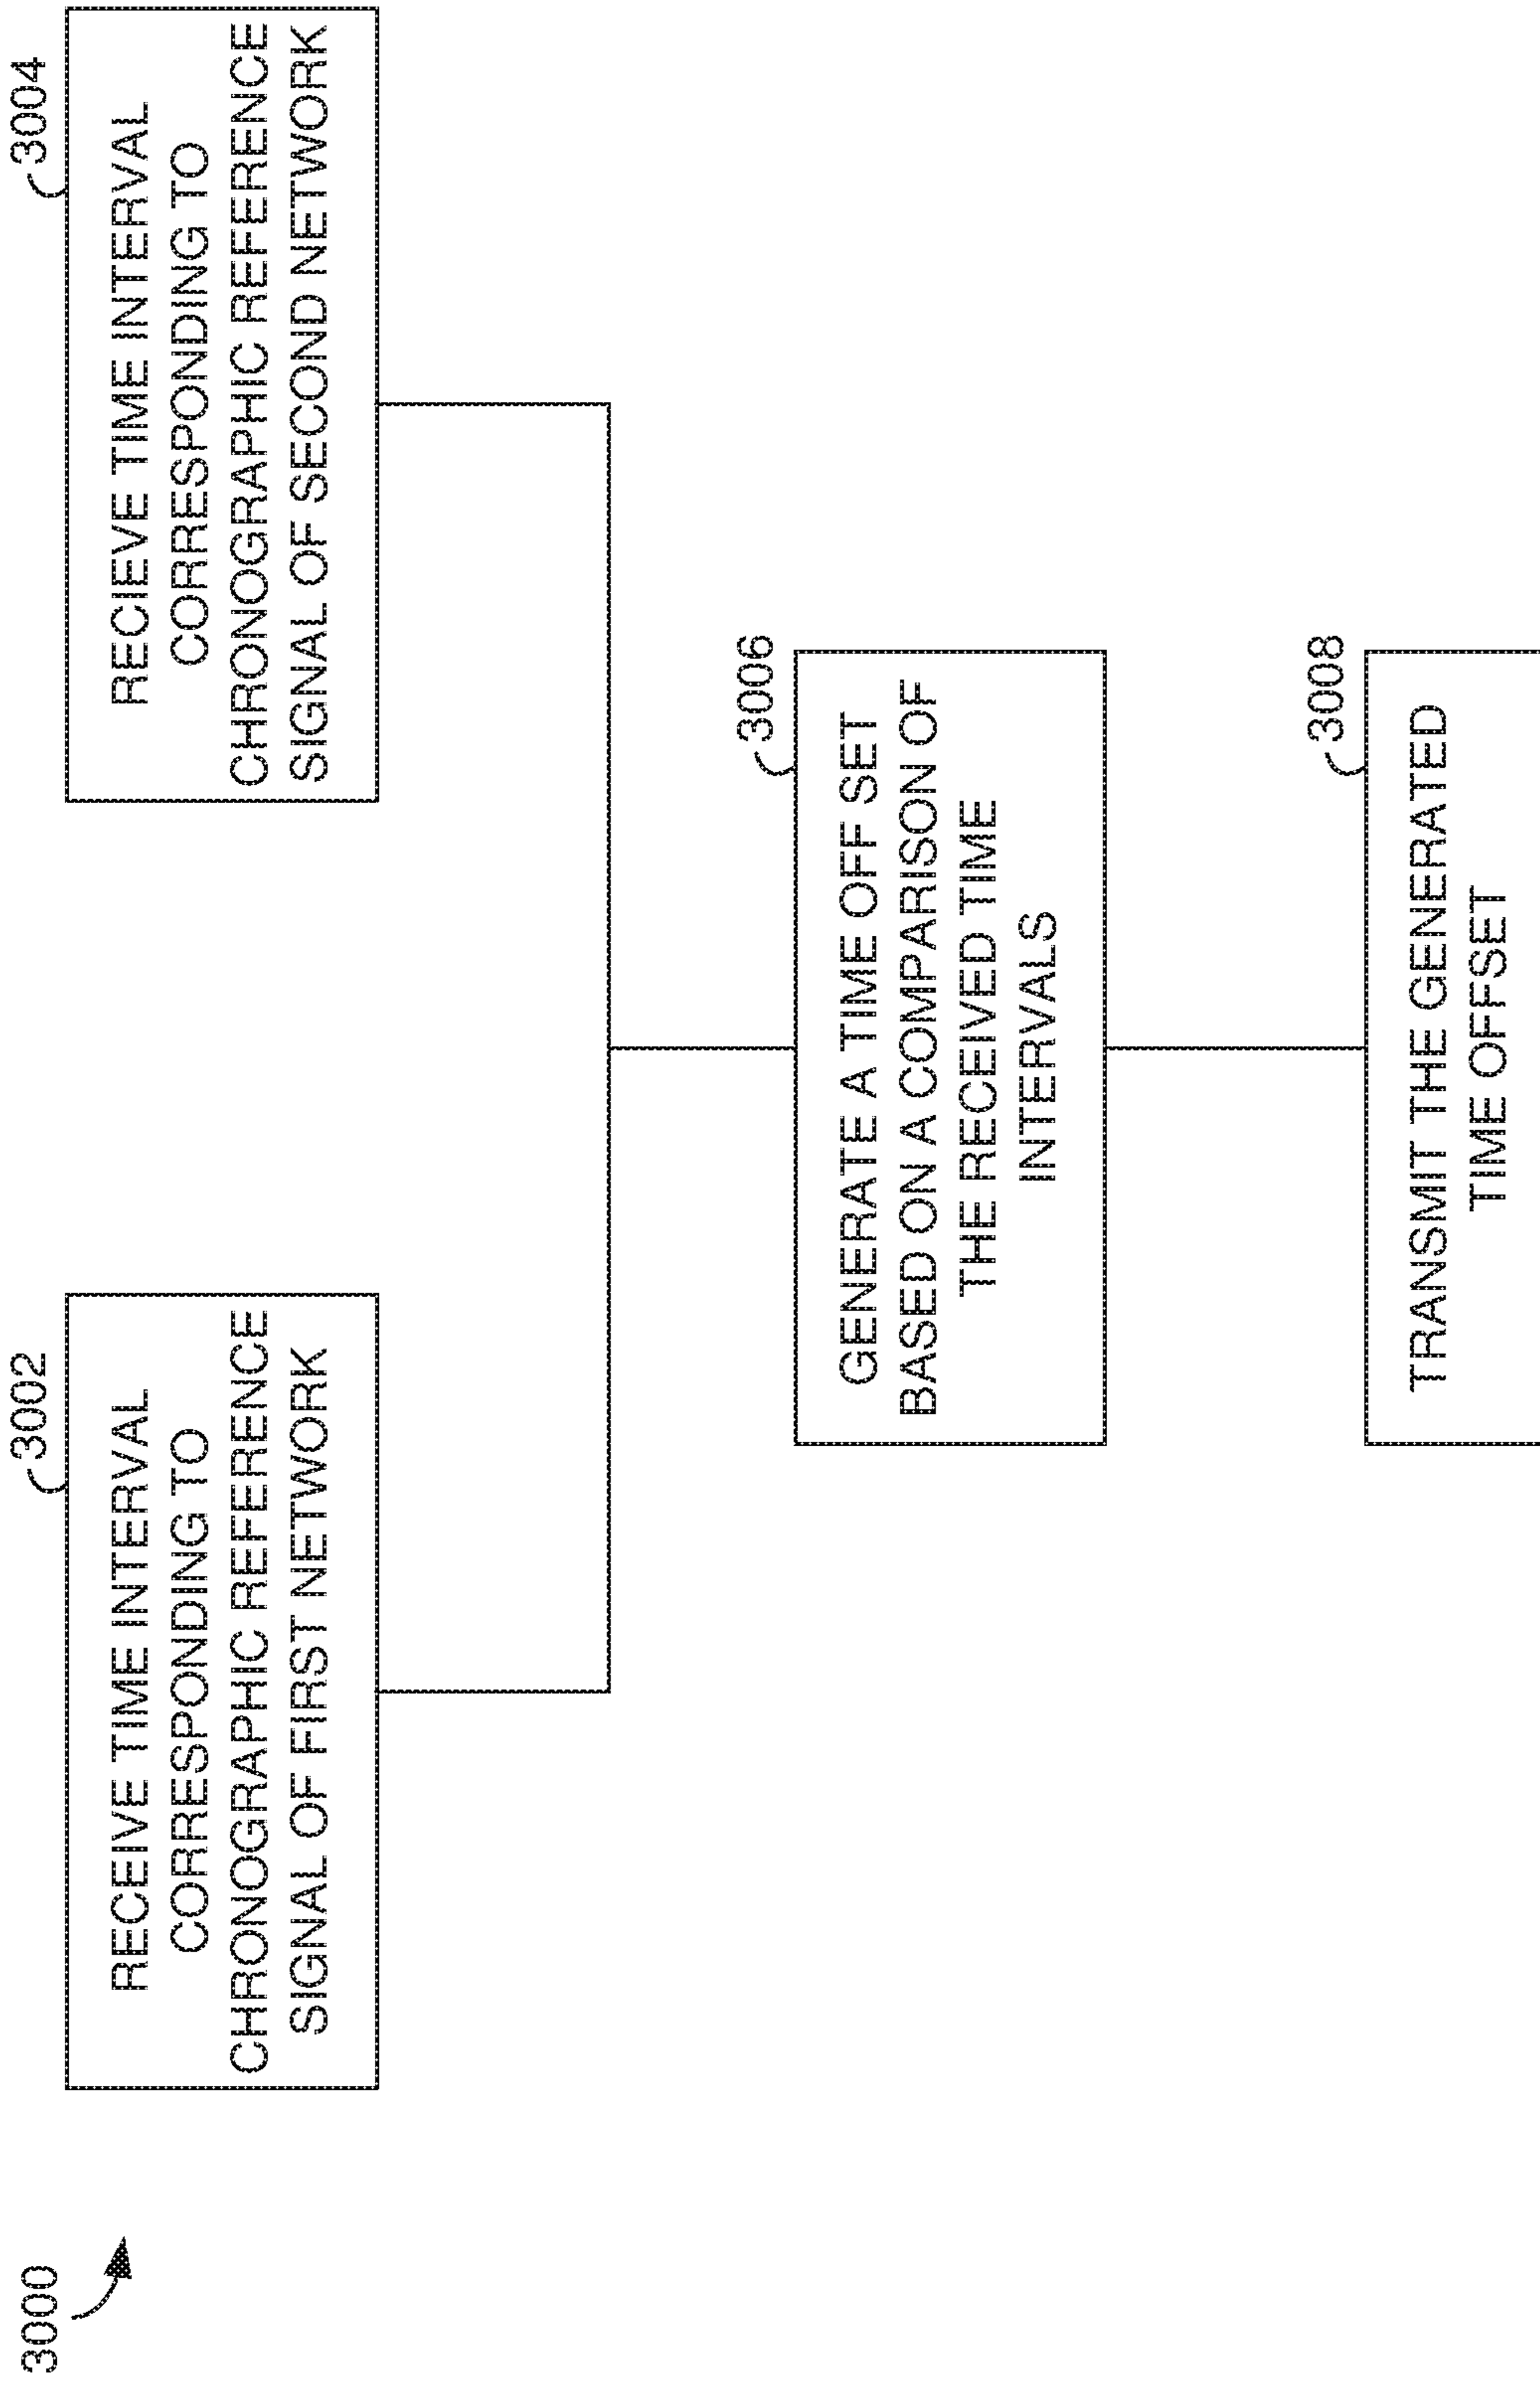 3000
3002
RECEIVE TIME INTERVAL
CORRESPONDING TO
CHRONOGRAPHIC REFERENCE
SIGNAL OF FIRST NETWORK
3004
RECIEVE TIME INTERVAL
CORRESPONDING TO
CHRONOGRAPHIC REFERENCE
SIGNAL OF SECOND NETWORK
3006
GENERATE A TIME OFF SET
BASED ON A COMPARISON OF
THE RECEIVED TIME
INTERVALS
3008
TRANSMIT THE GENERATED
TIME OFFSET